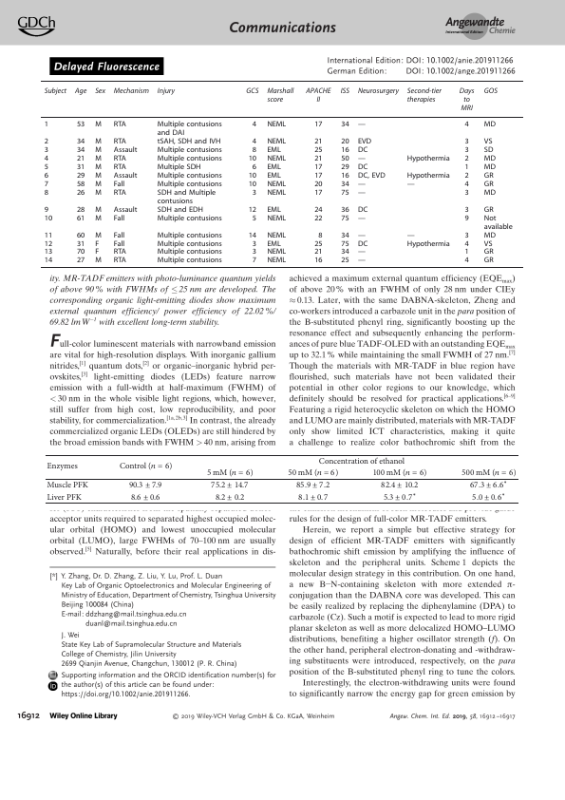 GDCh
Communications
Angewandte
International Edition Chemie
Delayed Fluorescence
International Edition: DOI: 10.1002/anie.201911266
German Edition: DOI: 10.1002/ange.201911266
Subject Age Sex Mechanism Injury GCS Marshall score APACHE II ISS Neurosurgery Second-tier therapies Days to MRI GOS
1 53 M RTA Multiple contusions and DAI 4 NEML 17 34 — 4 MD
2 34 M RTA tSAH, SDH and IVH 4 NEML 21 20 EVD 3 VS
3 34 M Assault Multiple contusions 8 EML 25 16 DC 3 SD
4 21 M RTA Multiple contusions 10 NEML 21 50 — Hypothermia 2 MD
5 31 M RTA Multiple SDH 6 EML 17 29 DC 1 MD
6 29 M Assault Multiple contusions 10 EML 17 16 DC, EVD Hypothermia 2 GR
7 58 M Fall Multiple contusions 10 NEML 20 34 — — 4 GR
8 26 M RTA SDH and Multiple contusions 3 NEML 17 75 — 3 MD
9 28 M Assault SDH and EDH 12 EML 24 36 DC 3 GR
10 61 M Fall Multiple contusions 5 NEML 22 75 — 9 Not available
11 60 M Fall Multiple contusions 14 NEML 8 34 — — 3 MD
12 31 F Fall Multiple contusions 3 EML 25 75 DC Hypothermia 4 VS
13 70 F RTA Multiple contusions 3 NEML 21 34 — 1 GR
14 27 M RTA Multiple contusions 7 NEML 16 25 — 4 GR
ity. MR-TADF emitters with photo-luminance quantum yields
of above 90 % with FWHMs of ≤ 25 nm are developed. The
corresponding organic light-emitting diodes show maximum
external quantum efficiency/ power efficiency of 22.02 %/
69.82 lm W⁻¹ with excellent long-term stability.
Full-color luminescent materials with narrowband emission
are vital for high-resolution displays. With inorganic gallium
nitrides,[1] quantum dots,[2] or organic–inorganic hybrid per-
ovskites,[3] light-emitting diodes (LEDs) feature narrow
emission with a full-width at half-maximum (FWHM) of
< 30 nm in the whole visible light regions, which, however,
still suffer from high cost, low reproducibility, and poor
stability, for commercialization.[1a,2b,3] In contrast, the already
commercialized organic LEDs (OLEDs) are still hindered by
the broad emission bands with FWHM > 40 nm, arising from
achieved a maximum external quantum efficiency (EQEmax)
of above 20 % with an FWHM of only 28 nm under CIEy
≈ 0.13. Later, with the same DABNA-skeleton, Zheng and
co-workers introduced a carbazole unit in the para position of
the B-substituted phenyl ring, significantly boosting up the
resonance effect and subsequently enhancing the perform-
ances of pure blue TADF-OLED with an outstanding EQEmax
up to 32.1 % while maintaining the small FWMH of 27 nm.[7]
Though the materials with MR-TADF in blue region have
flourished, such materials have not been validated their
potential in other color regions to our knowledge, which
definitely should be resolved for practical applications.[8-9]
Featuring a rigid heterocyclic skeleton on which the HOMO
and LUMO are mainly distributed, materials with MR-TADF
only show limited ICT characteristics, making it quite
a challenge to realize color bathochromic shift from the
Enzymes Control (n = 6) Concentration of ethanol
5 mM (n = 6) 50 mM (n = 6) 100 mM (n = 6) 500 mM (n = 6)
Muscle PFK 90.3 ± 7.9 75.2 ± 14.7 85.9 ± 7.2 82.4 ± 10.2 67.3 ± 6.6*
Liver PFK 8.6 ± 0.6 8.2 ± 0.2 8.1 ± 0.7 5.3 ± 0.7* 5.0 ± 0.6*
acceptor units required to separated highest occupied molec-
ular orbital (HOMO) and lowest unoccupied molecular
orbital (LUMO), large FWHMs of 70–100 nm are usually
observed.[5] Naturally, before their real applications in dis-
[*] Y. Zhang, Dr. D. Zhang, Z. Liu, Y. Lu, Prof. L. Duan
Key Lab of Organic Optoelectronics and Molecular Engineering of
Ministry of Education, Department of Chemistry, Tsinghua University
Beijing 100084 (China)
E-mail: ddzhang@mail.tsinghua.edu.cn
duanl@mail.tsinghua.edu.cn
J. Wei
State Key Lab of Supramolecular Structure and Materials
College of Chemistry, Jilin University
2699 Qianjin Avenue, Changchun, 130012 (P. R. China)
Supporting information and the ORCID identification number(s) for
the author(s) of this article can be found under:
https://doi.org/10.1002/anie.201911266.
rules for the design of full-color MR-TADF emitters.
Herein, we report a simple but effective strategy for
design of efficient MR-TADF emitters with significantly
bathochromic shift emission by amplifying the influence of
skeleton and the peripheral units. Scheme 1 depicts the
molecular design strategy in this contribution. On one hand,
a new B–N-containing skeleton with more extended π-
conjugation than the DABNA core was developed. This can
be easily realized by replacing the diphenylamine (DPA) to
carbazole (Cz). Such a motif is expected to lead to more rigid
planar skeleton as well as more delocalized HOMO–LUMO
distributions, benefiting a higher oscillator strength (f). On
the other hand, peripheral electron-donating and -withdraw-
ing substituents were introduced, respectively, on the para
position of the B-substituted phenyl ring to tune the colors.
Interestingly, the electron-withdrawing units were found
to significantly narrow the energy gap for green emission by
16912 Wiley Online Library © 2019 Wiley-VCH Verlag GmbH & Co. KGaA, Weinheim Angew. Chem. Int. Ed. 2019, 58, 16912–16917